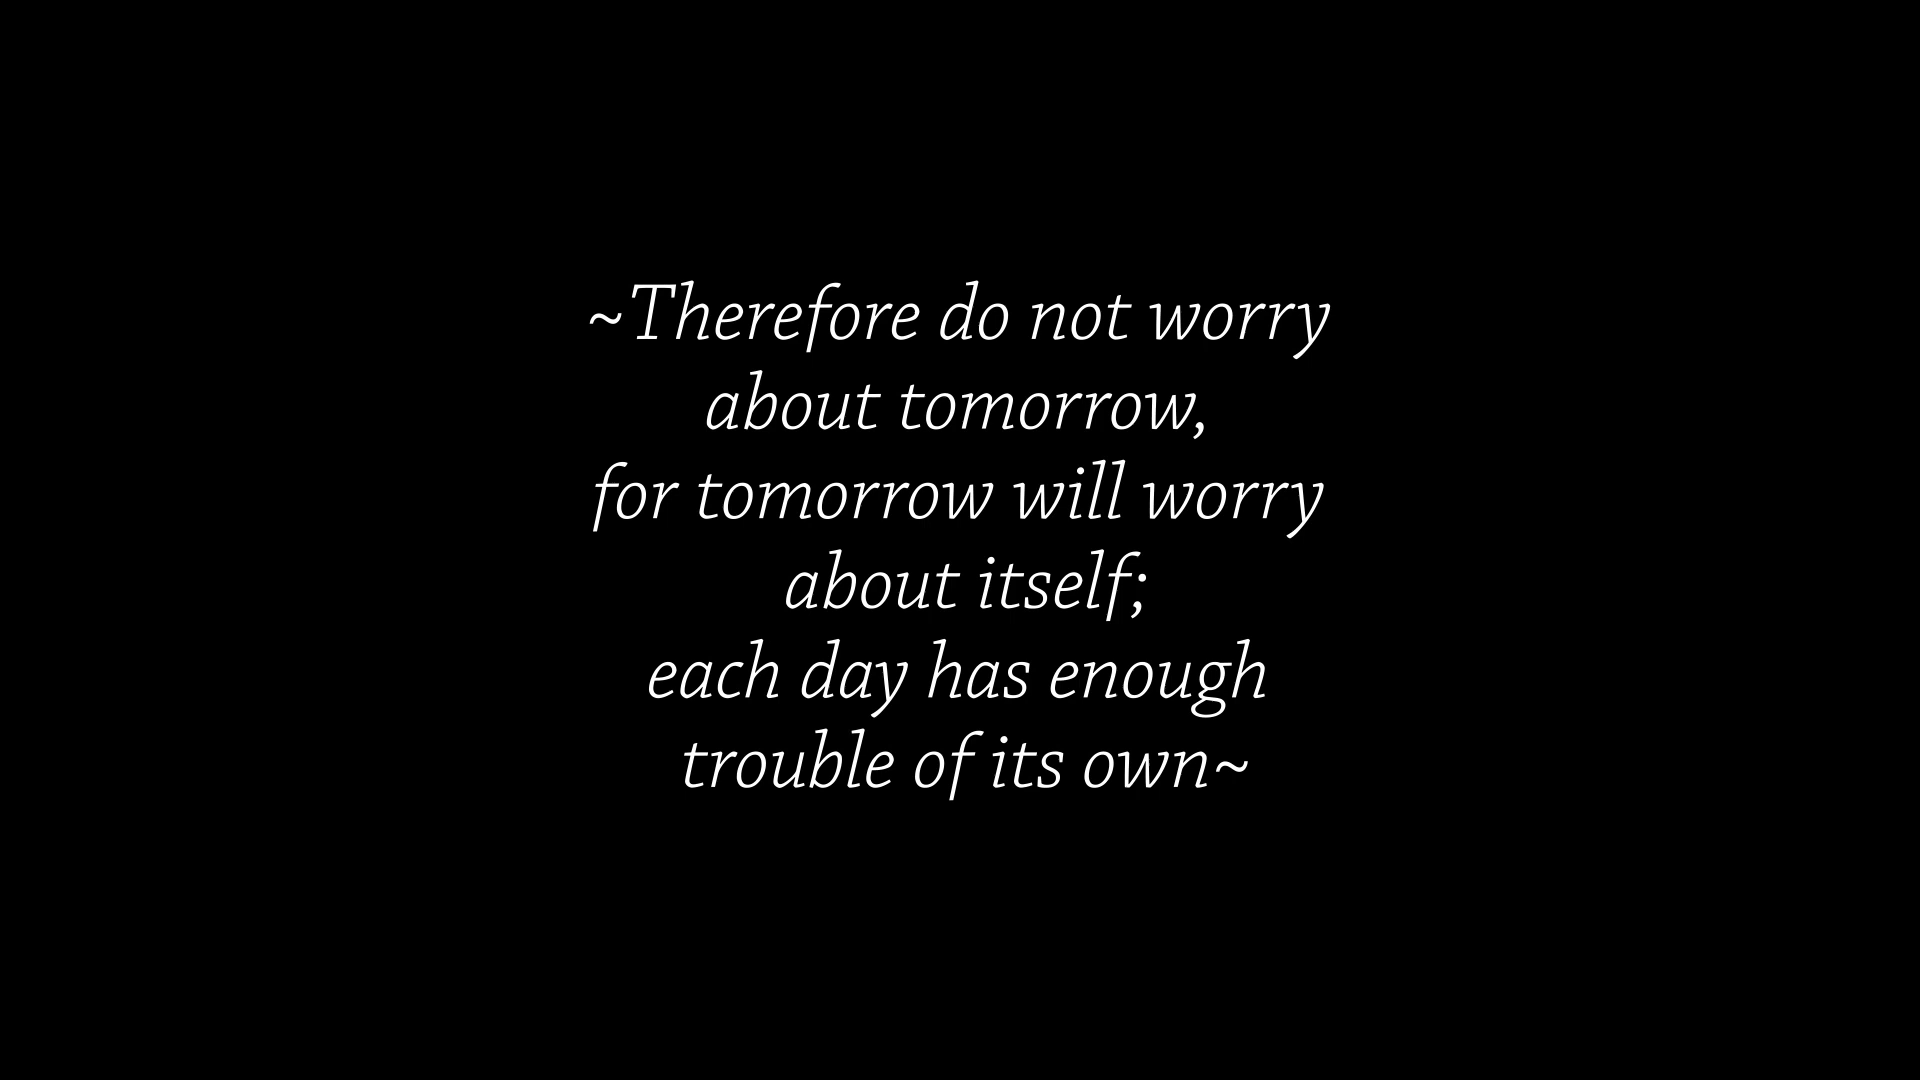 ~Therefore do not worry
about tomorrow,
for tomorrow will worry
about itself;
each day has enough
trouble of its own~